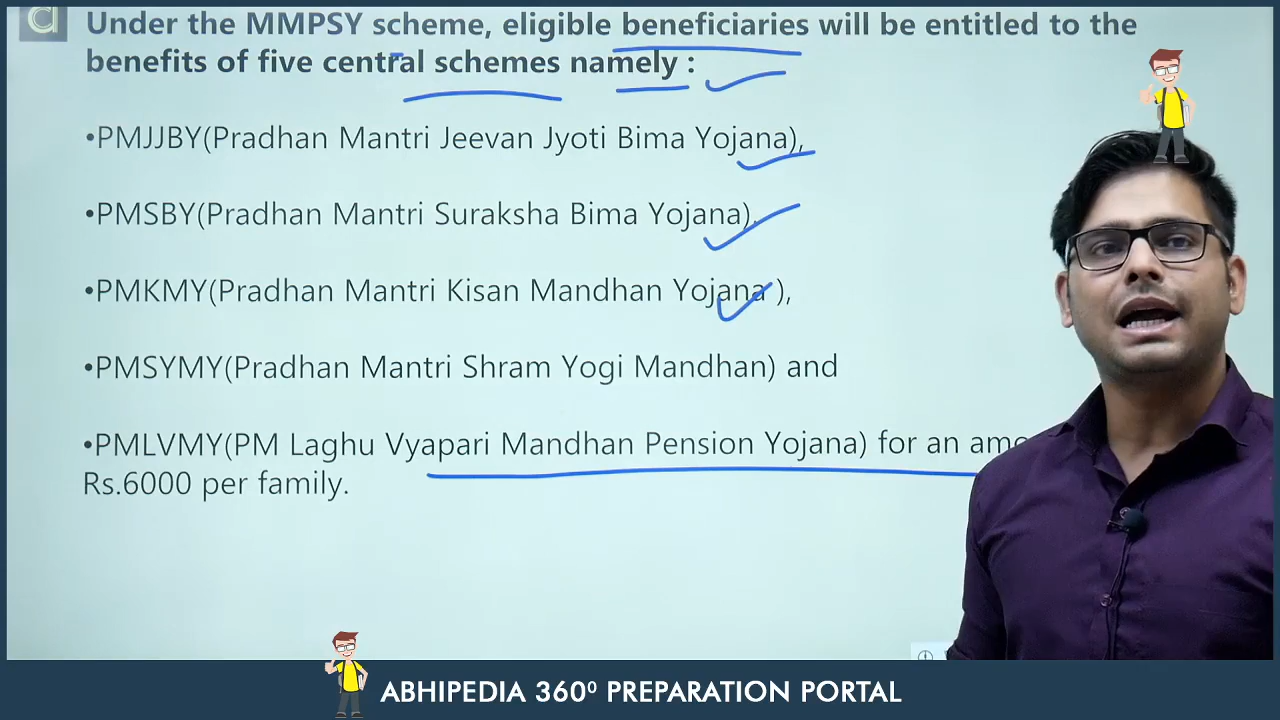 a
Under the MMPSY scheme, eligible beneficiaries will be entitled to the
benefits of five central schemes namely :
•PMJJBY(Pradhan Mantri Jeevan Jyoti Bima Yojana),
•PMSBY(Pradhan Mantri Suraksha Bima Yojana),
•PMKMY(Pradhan Mantri Kisan Mandhan Yojana ),
•PMSYMY(Pradhan Mantri Shram Yogi Mandhan) and
•PMLVMY(PM Laghu Vyapari Mandhan Pension Yojana) for an
Rs.6000 per family.
ABHIPEDIA 360⁰ PREPARATION PORTAL